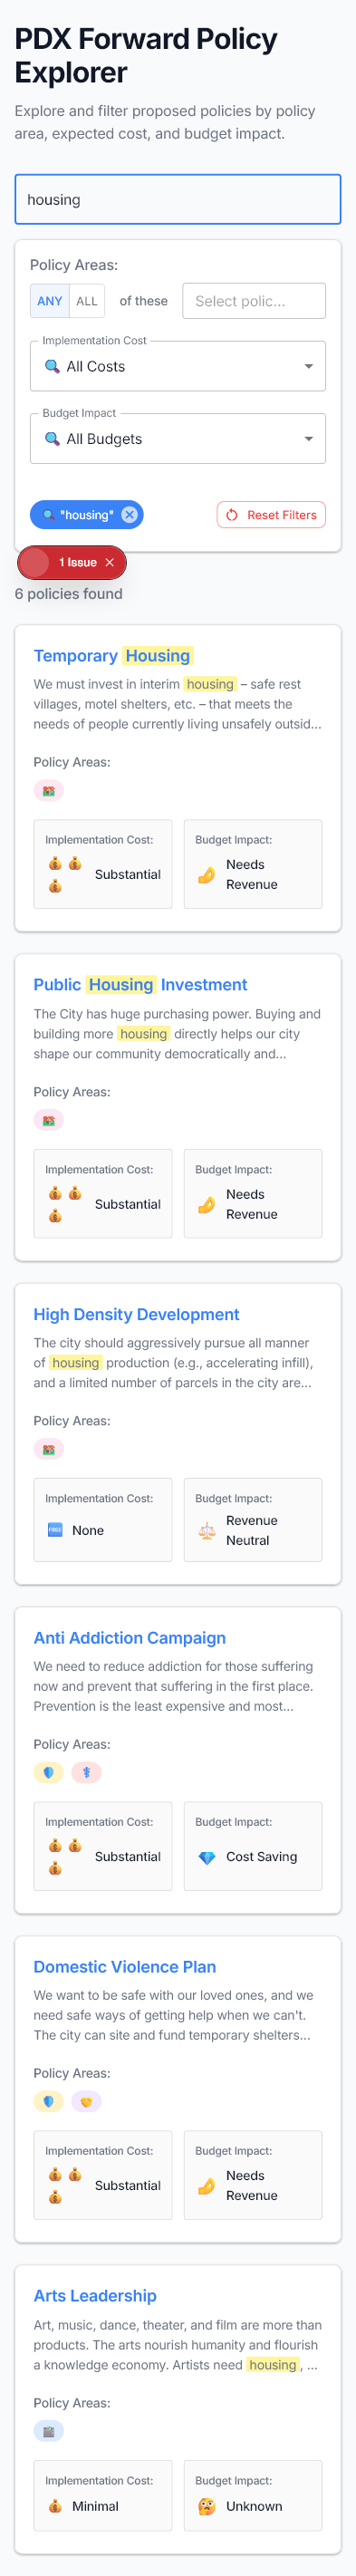 PDX Forward Policy
Explorer
Explore and filter proposed policies by policy
area, expected cost, and budget impact.
housing
Policy Areas:
ANY ALL of these Select polic...
Implementation Cost
All Costs
Budget Impact
All Budgets
"housing" Reset Filters
1 Issue
6 policies found
Temporary Housing
We must invest in interim housing – safe rest
villages, motel shelters, etc. – that meets the
needs of people currently living unsafely outsid...
Policy Areas:
Implementation Cost: Budget Impact:
Substantial Needs
Revenue
Public Housing Investment
The City has huge purchasing power. Buying and
building more housing directly helps our city
shape our community democratically and...
Policy Areas:
Implementation Cost: Budget Impact:
Substantial Needs
Revenue
High Density Development
The city should aggressively pursue all manner
of housing production (e.g., accelerating infill),
and a limited number of parcels in the city are...
Policy Areas:
Implementation Cost: Budget Impact:
FREE None Revenue
Neutral
Anti Addiction Campaign
We need to reduce addiction for those suffering
now and prevent that suffering in the first place.
Prevention is the least expensive and most...
Policy Areas:
Implementation Cost: Budget Impact:
Substantial Cost Saving
Domestic Violence Plan
We want to be safe with our loved ones, and we
need safe ways of getting help when we can't.
The city can site and fund temporary shelters...
Policy Areas:
Implementation Cost: Budget Impact:
Substantial Needs
Revenue
Arts Leadership
Art, music, dance, theater, and film are more than
products. The arts nourish humanity and flourish
a knowledge economy. Artists need housing, ...
Policy Areas:
Implementation Cost: Budget Impact:
Minimal Unknown